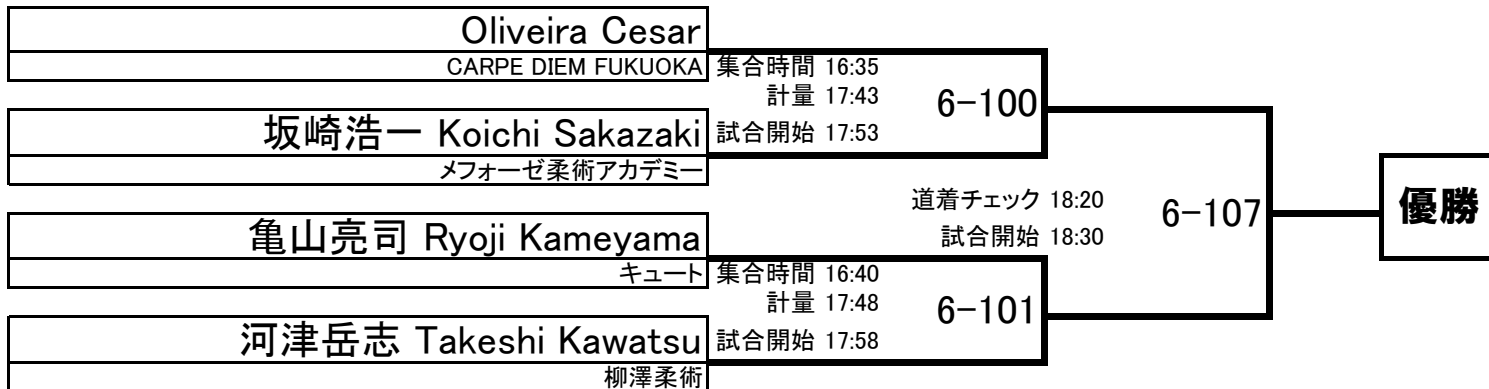 Oliveira Cesar
CARPE DIEM FUKUOKA
集合時間 16:35
計量 17:43
6-100
坂崎浩一 Koichi Sakazaki
試合開始 17:53
メフォーゼ柔術アカデミー
道着チェック 18:20
6-107
優勝
亀山亮司 Ryoji Kameyama
試合開始 18:30
キュート
集合時間 16:40
計量 17:48
6-101
河津岳志 Takeshi Kawatsu
試合開始 17:58
柳澤柔術